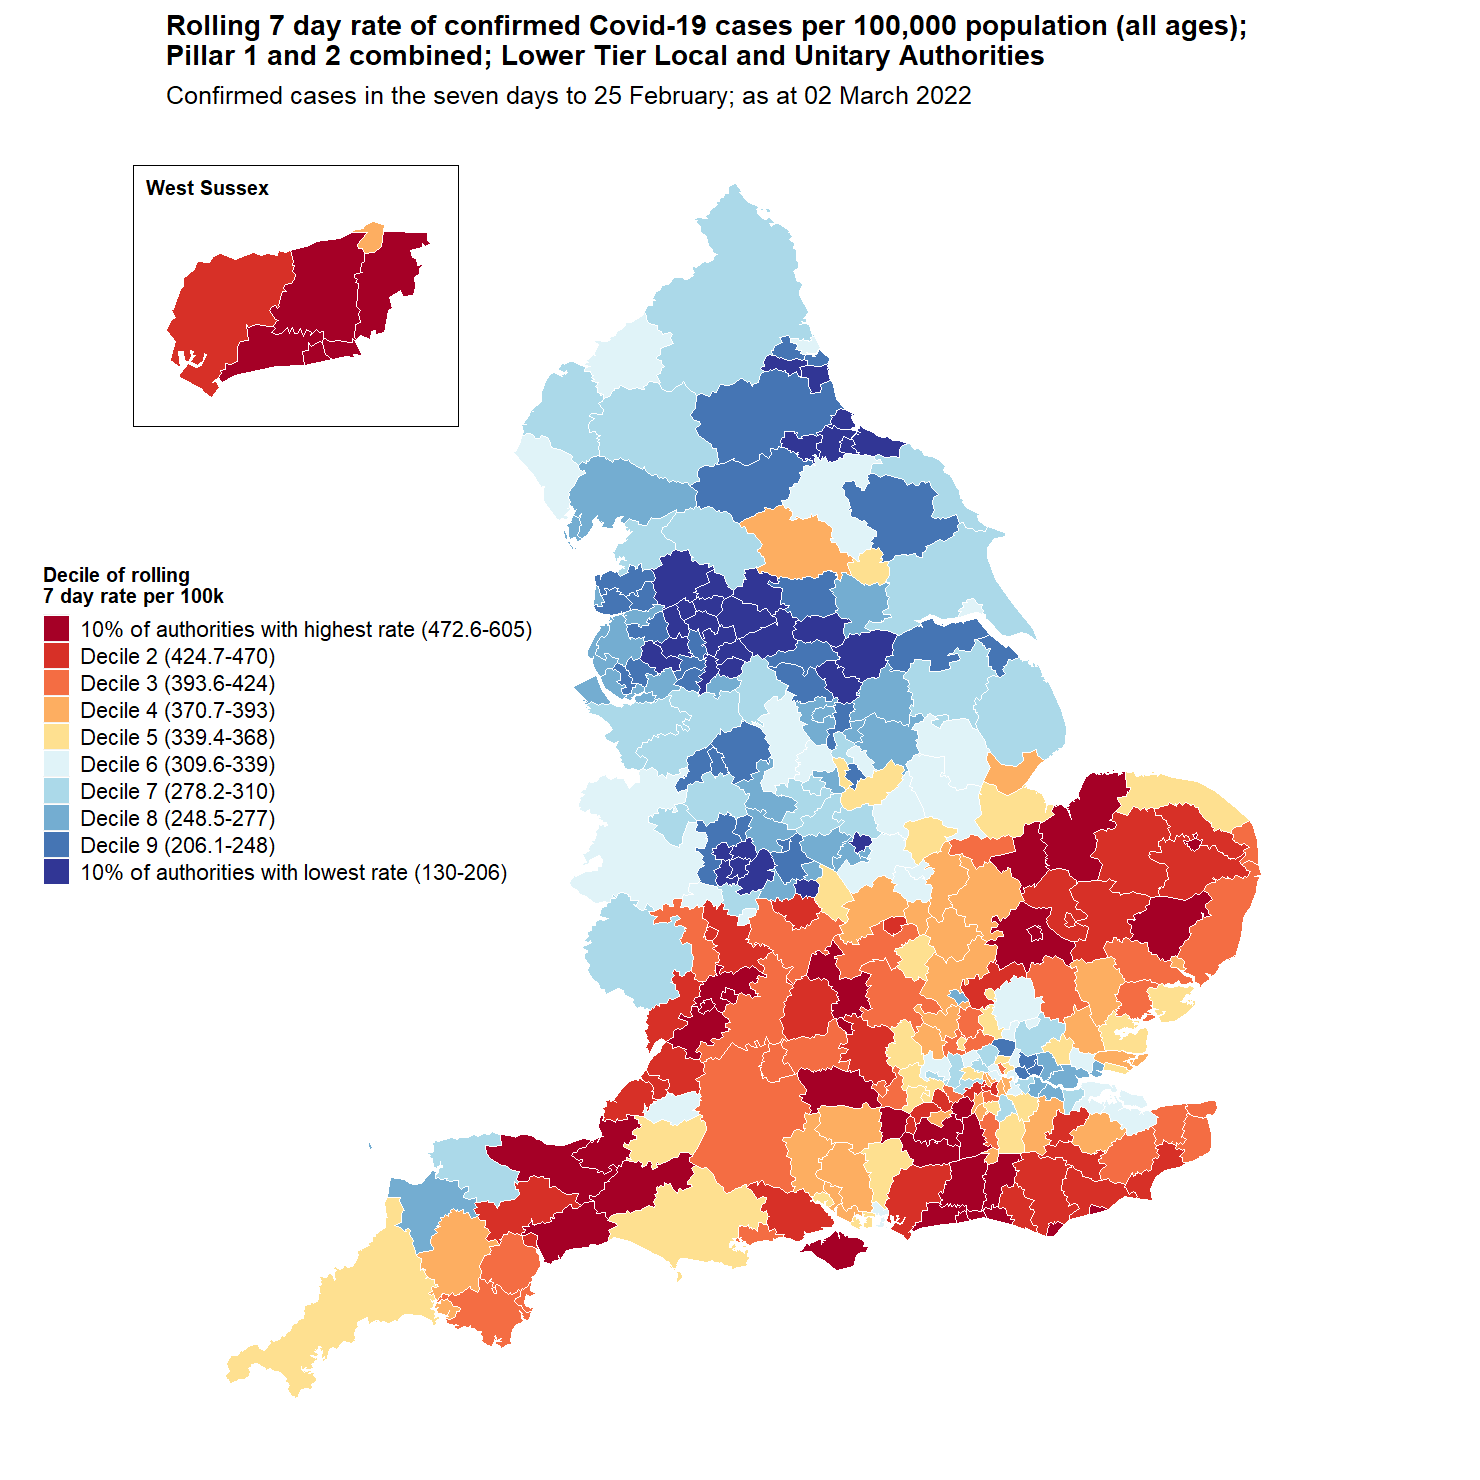 Rolling 7 day rate of confirmed Covid-19 cases per 100,000 population (all ages);
Pillar 1 and 2 combined; Lower Tier Local and Unitary Authorities
Confirmed cases in the seven days to 25 February; as at 02 March 2022
West Sussex
Decile of rolling
7 day rate per 100k
10% of authorities with highest rate (472.6-605)
Decile 2 (424.7-470)
Decile 3 (393.6-424)
Decile 4 (370.7-393)
Decile 5 (339.4-368)
Decile 6 (309.6-339)
Decile 7 (278.2-310)
Decile 8 (248.5-277)
Decile 9 (206.1-248)
10% of authorities with lowest rate (130-206)